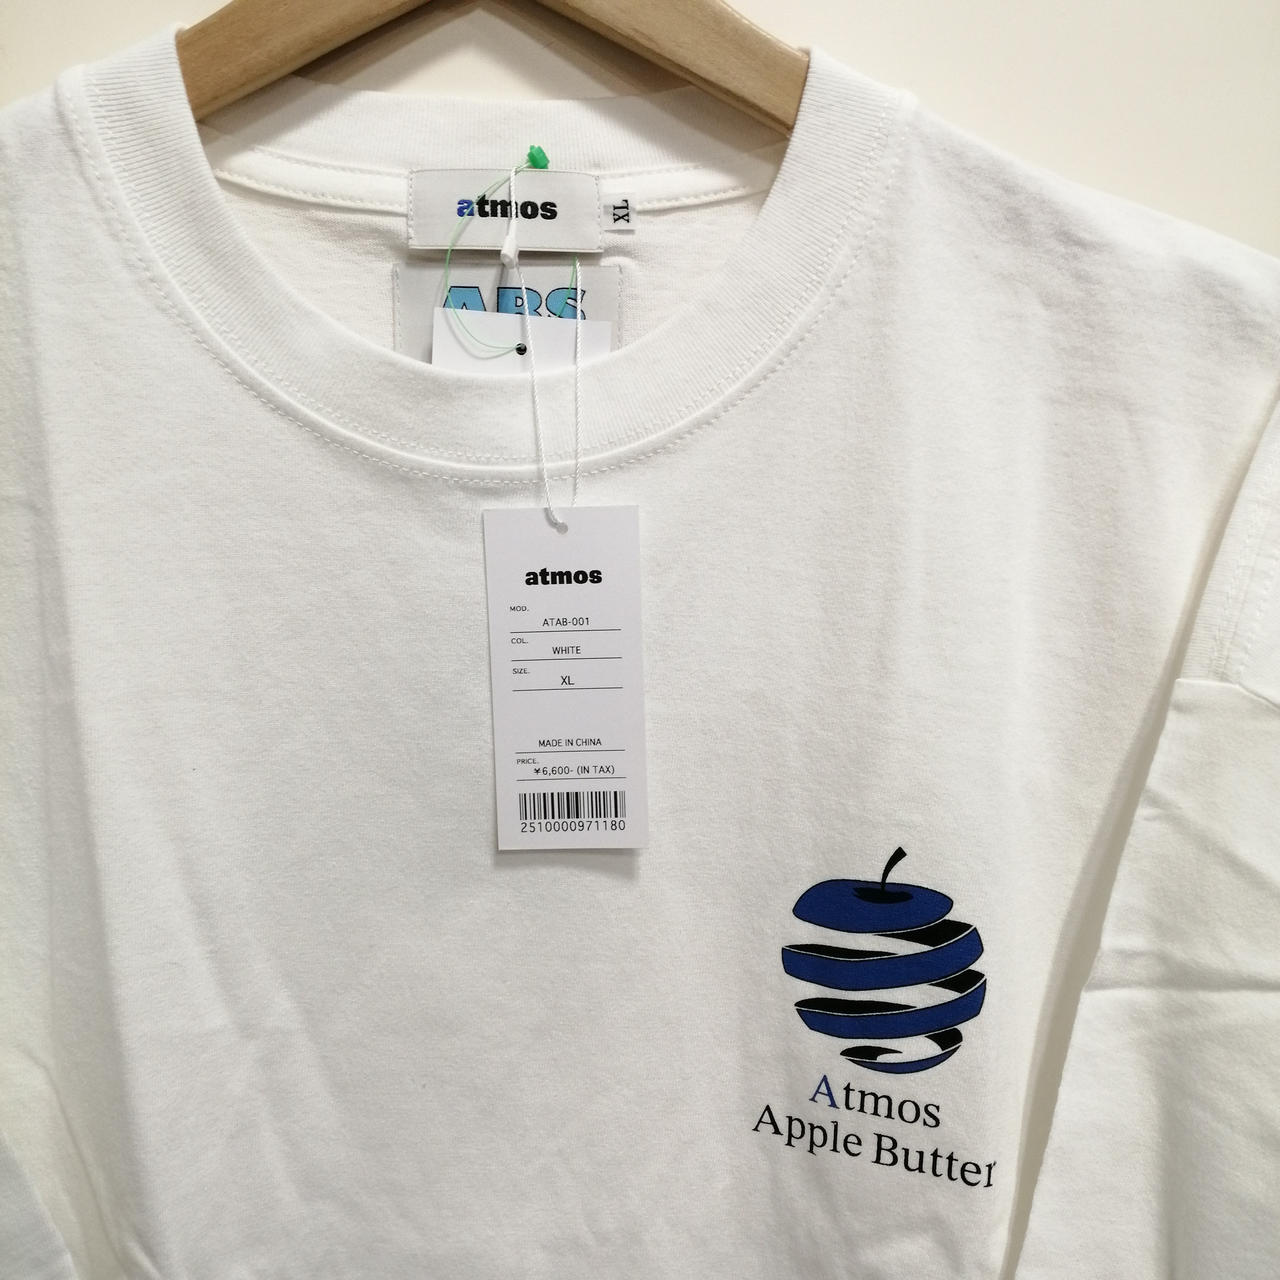 atmos
XL
ABS
atmos
MOD.
ATAB-001
COL.
WHITE
SIZE.
XL
MADE IN CHINA
PRICE.
¥6,600- (IN TAX)
2510000971180
Atmos
Apple Butter